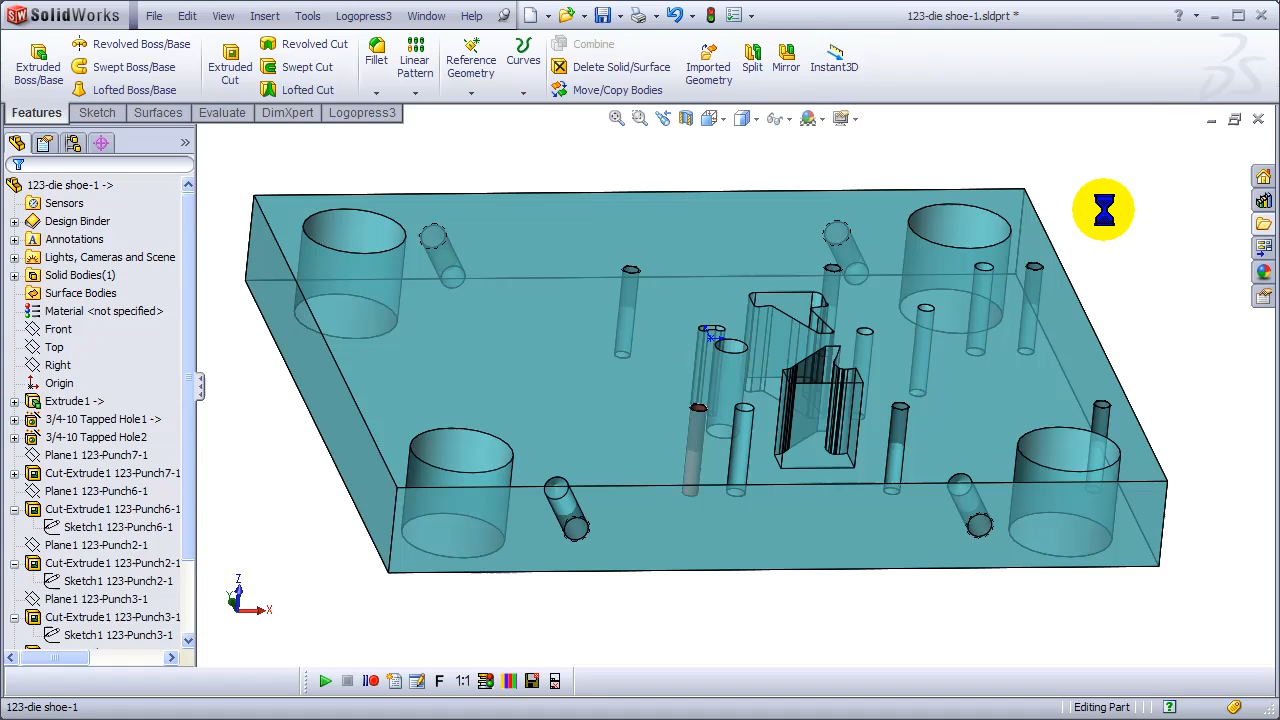 SolidWorks File Edit View Insert Tools Logopress3 Window Help 123-die shoe-1.sldprt *
Extruded Boss/Base
Revolved Boss/Base
Swept Boss/Base
Lofted Boss/Base
Extruded Cut
Revolved Cut
Swept Cut
Lofted Cut
Fillet
Linear Pattern
Reference Geometry
Curves
Combine
Delete Solid/Surface
Move/Copy Bodies
Imported Geometry
Split
Mirror
Instant3D
Features Sketch Surfaces Evaluate DimXpert Logopress3
123-die shoe-1 ->
Sensors
Design Binder
Annotations
Lights, Cameras and Scene
Solid Bodies(1)
Surface Bodies
Material <not specified>
Front
Top
Right
Origin
Extrude1 ->
3/4-10 Tapped Hole1 ->
3/4-10 Tapped Hole2
Plane1 123-Punch7-1
Cut-Extrude1 123-Punch7-1
Plane1 123-Punch6-1
Cut-Extrude1 123-Punch6-1
Sketch1 123-Punch6-1
Plane1 123-Punch2-1
Cut-Extrude1 123-Punch2-1
Sketch1 123-Punch2-1
Plane1 123-Punch3-1
Cut-Extrude1 123-Punch3-1
Sketch1 123-Punch3-1
Z
Y
X
F 1:1
123-die shoe-1 Editing Part